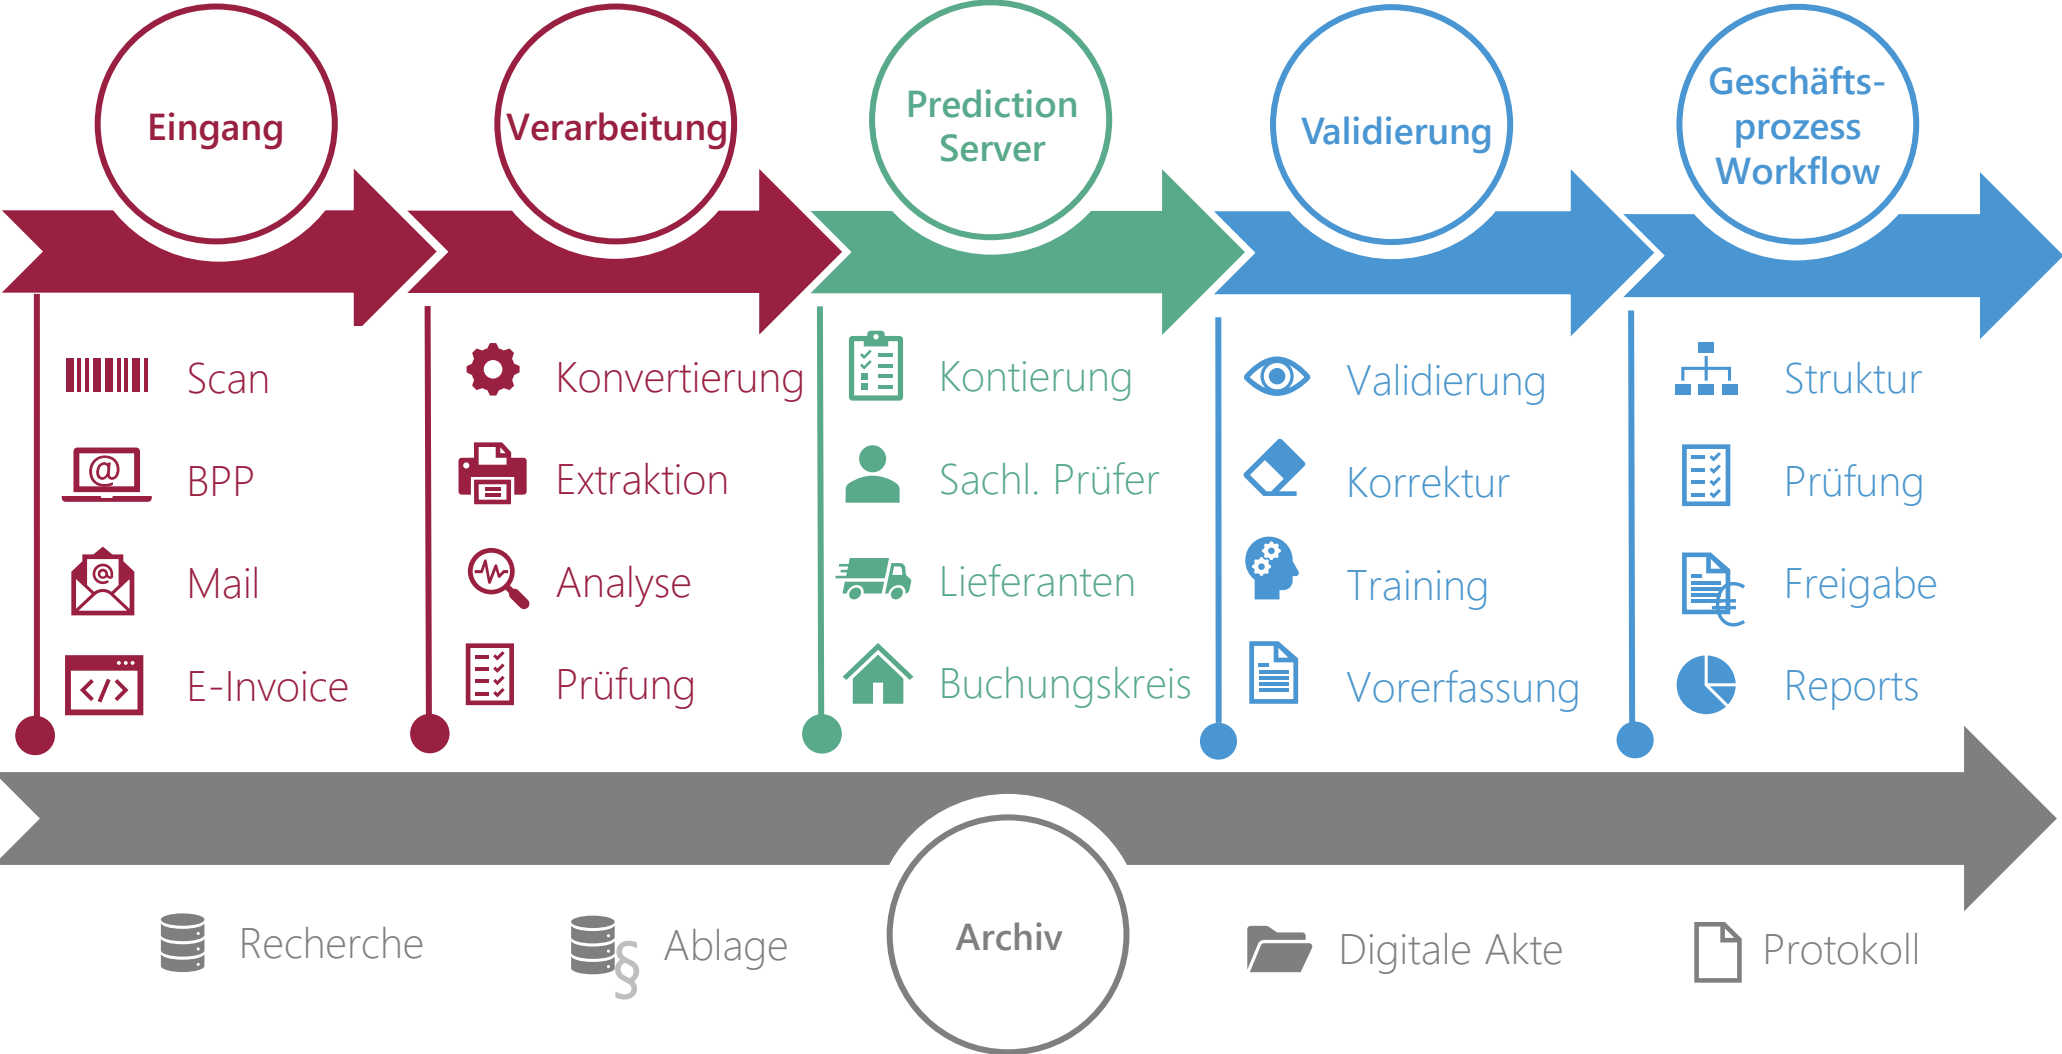 Eingang
Verarbeitung
Prediction
Server
Validierung
Geschäfts-
prozess
Workflow
Scan
BPP
Mail
E-Invoice
Konvertierung
Extraktion
Analyse
Prüfung
Kontierung
Sachl. Prüfer
Lieferanten
Buchungskreis
Validierung
Korrektur
Training
Vorerfassung
Struktur
Prüfung
Freigabe
Reports
Recherche
§
Ablage
Archiv
Digitale Akte
Protokoll